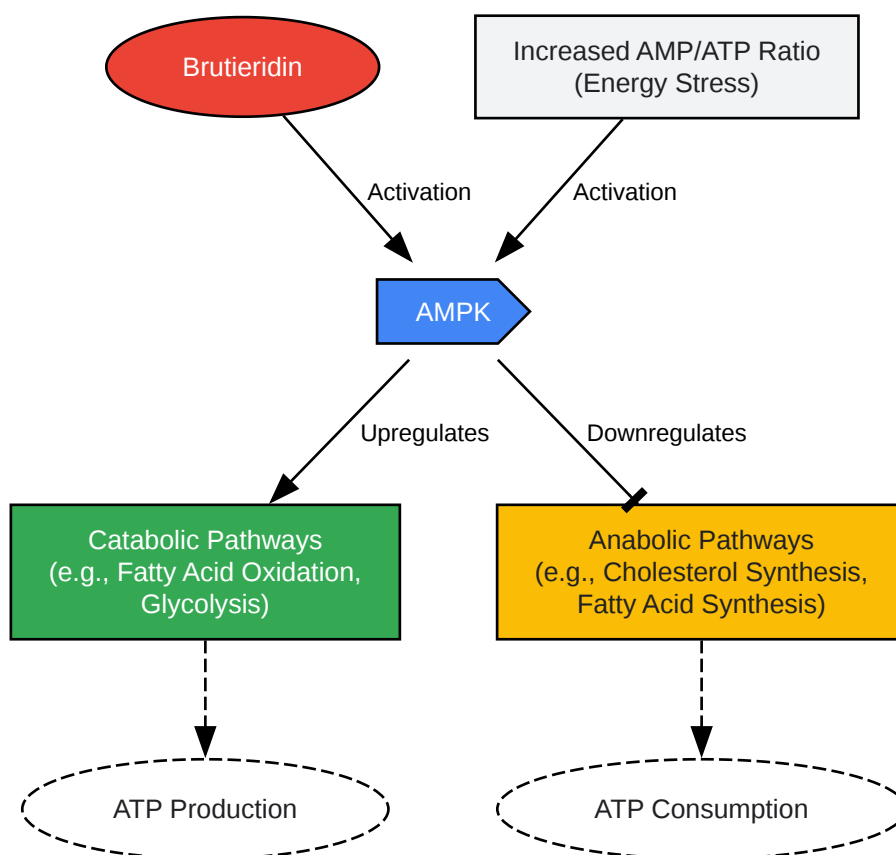 Brutieridin
Increased AMP/ATP Ratio
(Energy Stress)
Activation
Activation
AMPK
Upregulates
Downregulates
Catabolic Pathways
(e.g., Fatty Acid Oxidation,
Glycolysis)
Anabolic Pathways
(e.g., Cholesterol Synthesis,
Fatty Acid Synthesis)
ATP Production
ATP Consumption